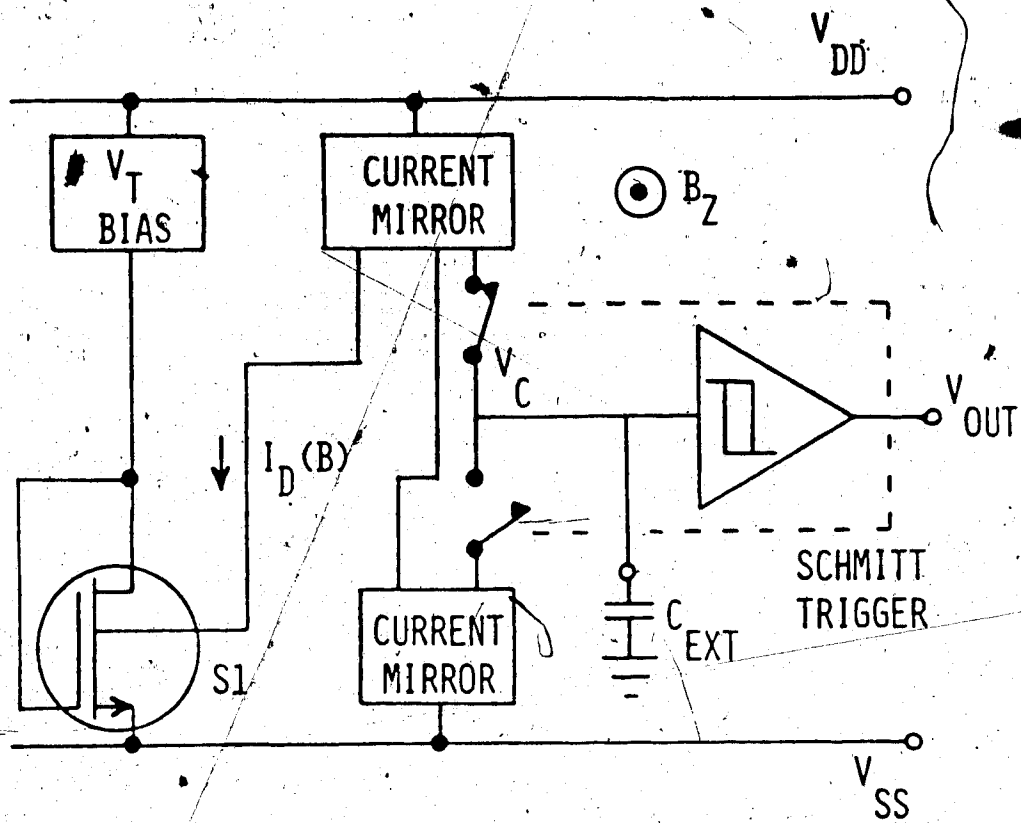 V_DD
V_T
BIAS
CURRENT
MIRROR
B_Z
V_C
V_OUT
I_D(B)
SCHMITT
TRIGGER
S1
CURRENT
MIRROR
C_EXT
V_SS